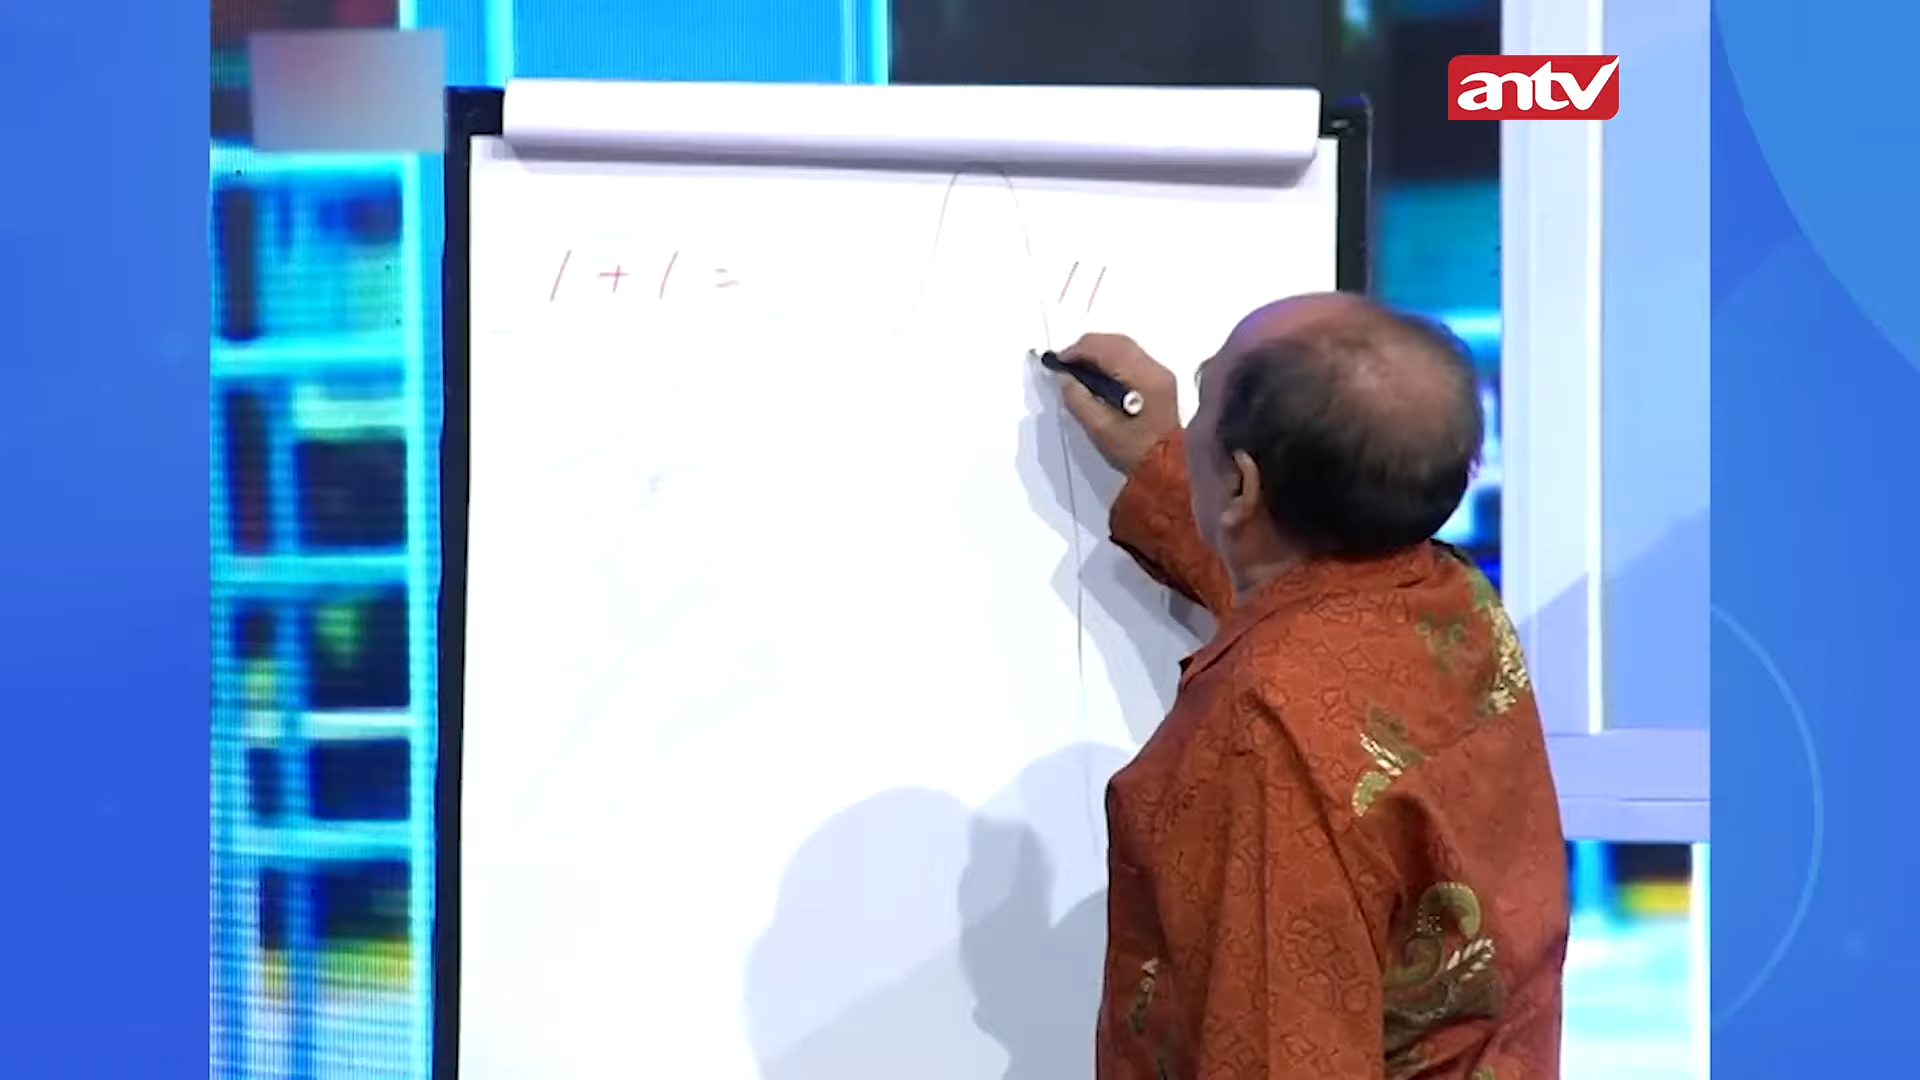 antv
1 + 1 = 11